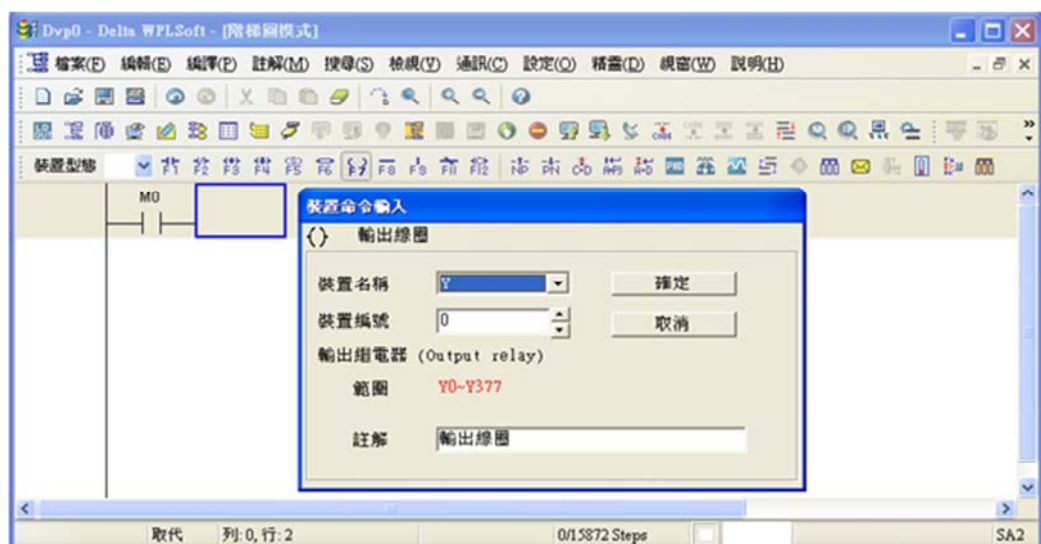 Dvp0 - Delta WPLSoft - [階梯圖模式]
檔案(F) 編輯(E) 編譯(P) 註解(M) 搜尋(S) 檢視(V) 通訊(C) 設定(O) 精靈(D) 視窗(W) 說明(H)
裝置型態
M0
裝置命令輸入
輸出線圈
裝置名稱 Y 確定
裝置編號 0 取消
輸出繼電器 (Output relay)
範圍 Y0~Y377
註解 輸出線圈
取代 列: 0, 行: 2 0/15872 Steps SA2